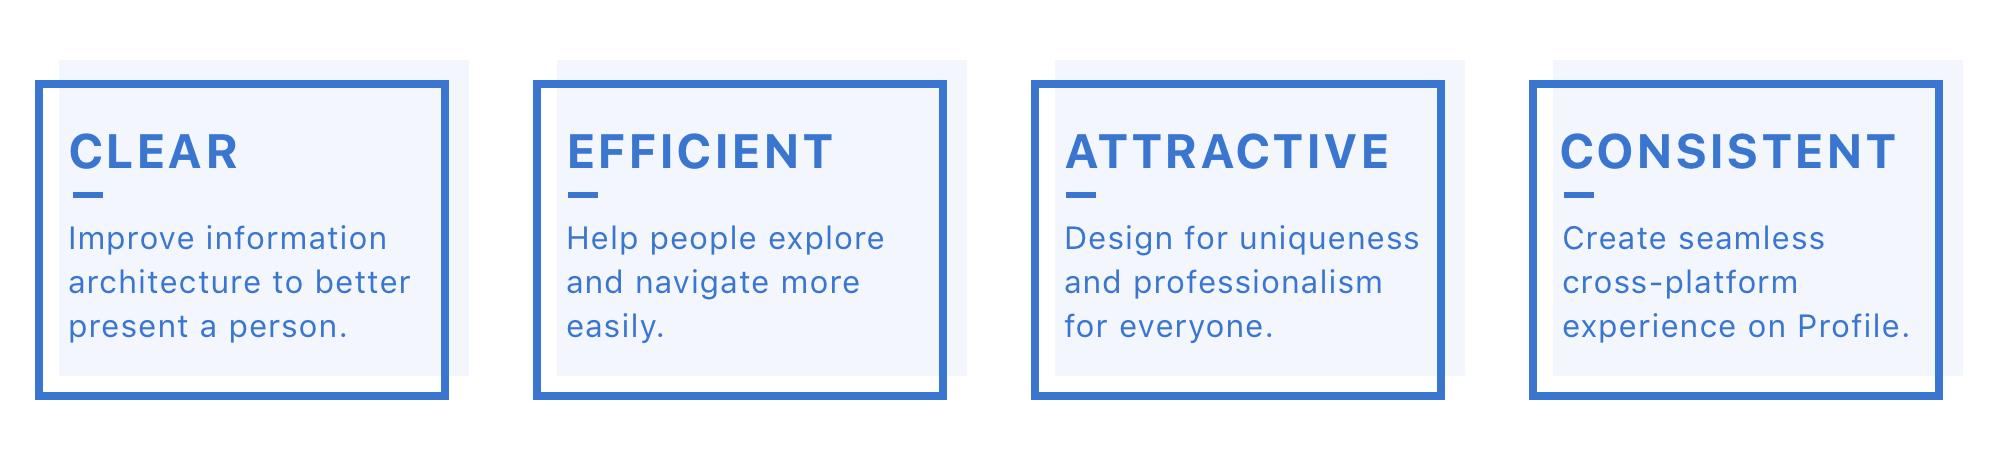 CLEAR
Improve information
architecture to better
present a person.
EFFICIENT
Help people explore
and navigate more
easily.
ATTRACTIVE
Design for uniqueness
and professionalism
for everyone.
CONSISTENT
Create seamless
cross-platform
experience on Profile.